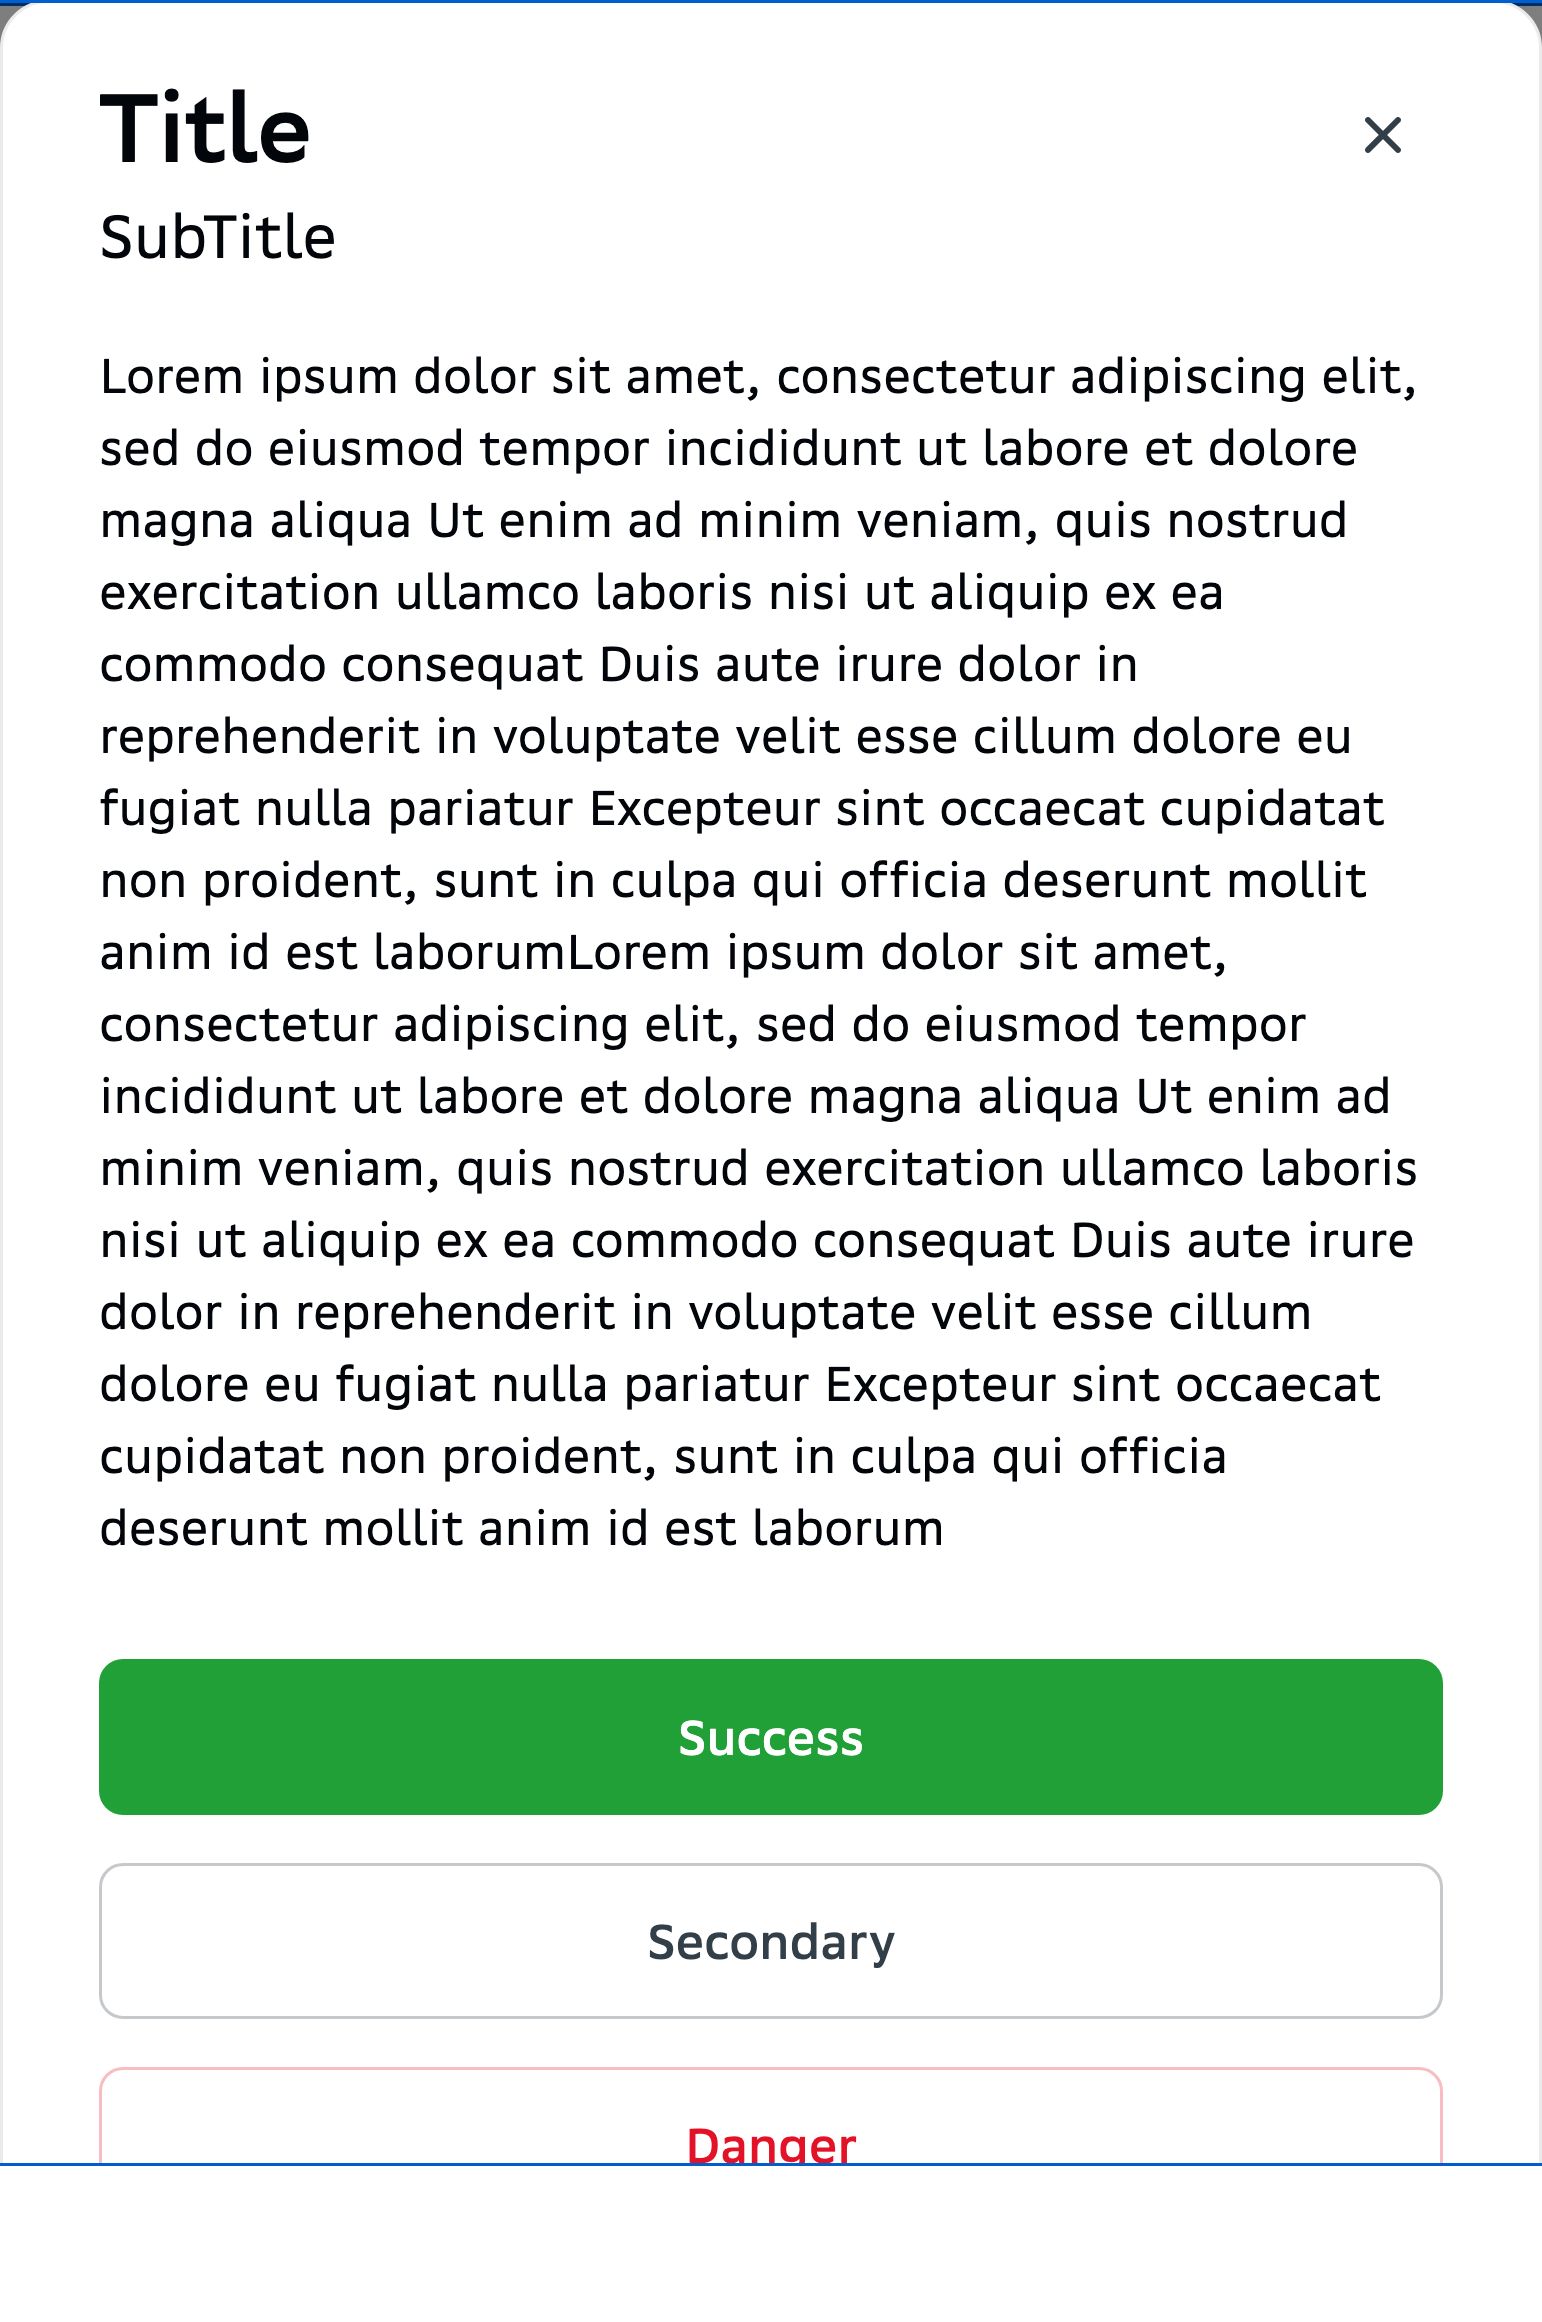 Title
SubTitle
Lorem ipsum dolor sit amet, consectetur adipiscing elit,
sed do eiusmod tempor incididunt ut labore et dolore
magna aliqua Ut enim ad minim veniam, quis nostrud
exercitation ullamco laboris nisi ut aliquip ex ea
commodo consequat Duis aute irure dolor in
reprehenderit in voluptate velit esse cillum dolore eu
fugiat nulla pariatur Excepteur sint occaecat cupidatat
non proident, sunt in culpa qui officia deserunt mollit
anim id est laborumLorem ipsum dolor sit amet,
consectetur adipiscing elit, sed do eiusmod tempor
incididunt ut labore et dolore magna aliqua Ut enim ad
minim veniam, quis nostrud exercitation ullamco laboris
nisi ut aliquip ex ea commodo consequat Duis aute irure
dolor in reprehenderit in voluptate velit esse cillum
dolore eu fugiat nulla pariatur Excepteur sint occaecat
cupidatat non proident, sunt in culpa qui officia
deserunt mollit anim id est laborum
Success
Secondary
Danger